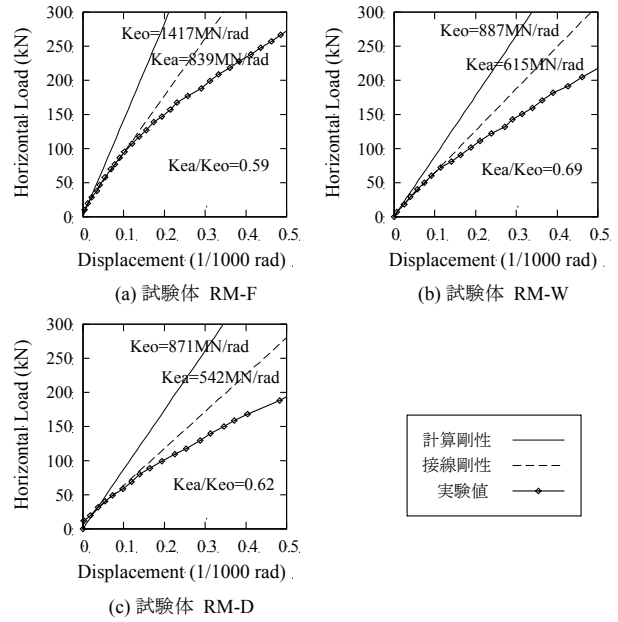 300
250
200
150
100
50
0
Horizontal Load (kN)
Keo=1417MN/rad
Kea=839MN/rad
Kea/Keo=0.59
0. 0.1 0.2 0.3 0.4 0.5
Displacement (1/1000 rad)
(a) 試験体 RM-F
300
250
200
150
100
50
0
Horizontal Load (kN)
Keo=887MN/rad
Kea=615MN/rad
Kea/Keo=0.69
0. 0.1 0.2 0.3 0.4 0.5
Displacement (1/1000 rad)
(b) 試験体 RM-W
300
250
200
150
100
50
0
Horizontal Load (kN)
Keo=871MN/rad
Kea=542MN/rad
Kea/Keo=0.62
0. 0.1 0.2 0.3 0.4 0.5
Displacement (1/1000 rad)
(c) 試験体 RM-D
計算剛性
接線剛性
実験値